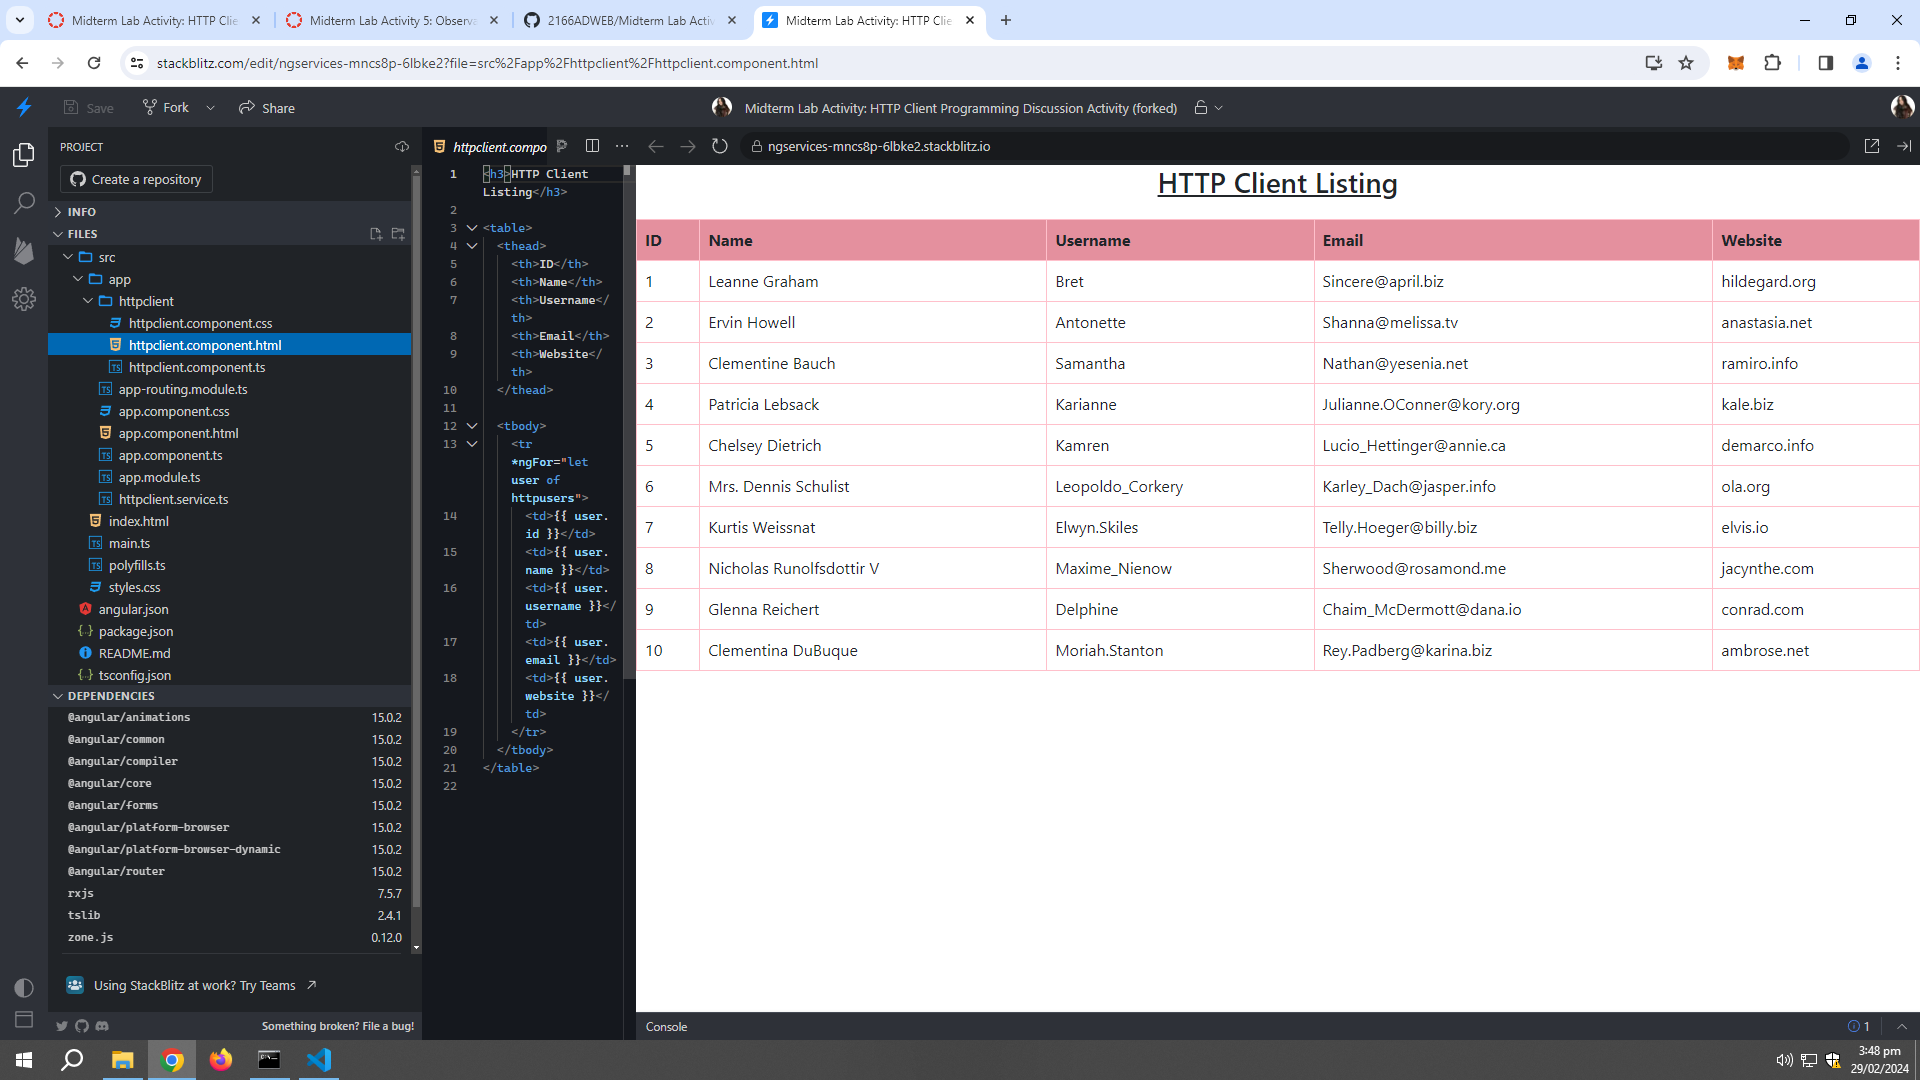 Midterm Lab Activity: HTTP Clie
Midterm Lab Activity 5: Observa
2166ADWEB/Midterm Lab Activ
Midterm Lab Activity: HTTP Clie
stackblitz.com/edit/ngservices-mncs8p-6lbke2?file=src%2Fapp%2Fhttpclient%2Fhttpclient.component.html
Save
Fork
Share
Midterm Lab Activity: HTTP Client Programming Discussion Activity (forked)
PROJECT
Create a repository
INFO
FILES
src
app
httpclient
httpclient.component.css
httpclient.component.html
httpclient.component.ts
app-routing.module.ts
app.component.css
app.component.html
app.component.ts
app.module.ts
httpclient.service.ts
index.html
main.ts
polyfills.ts
styles.css
angular.json
package.json
README.md
tsconfig.json
DEPENDENCIES
@angular/animations 15.0.2
@angular/common 15.0.2
@angular/compiler 15.0.2
@angular/core 15.0.2
@angular/forms 15.0.2
@angular/platform-browser 15.0.2
@angular/platform-browser-dynamic 15.0.2
@angular/router 15.0.2
rxjs 7.5.7
tslib 2.4.1
zone.js 0.12.0
Using StackBlitz at work? Try Teams
Something broken? File a bug!
httpclient.compo
1 <h3>HTTP Client
Listing</h3>
2
3 <table>
4 <thead>
5 <th>ID</th>
6 <th>Name</th>
7 <th>Username</
th>
8 <th>Email</th>
9 <th>Website</
th>
10 </thead>
11
12 <tbody>
13 <tr
*ngFor="let
user of
httpusers">
14 <td>{{ user.
id }}</td>
15 <td>{{ user.
name }}</td>
16 <td>{{ user.
username }}</
td>
17 <td>{{ user.
email }}</td>
18 <td>{{ user.
website }}</
td>
19 </tr>
20 </tbody>
21 </table>
22
ngservices-mncs8p-6lbke2.stackblitz.io
HTTP Client Listing
ID Name Username Email Website
1 Leanne Graham Bret Sincere@april.biz hildegard.org
2 Ervin Howell Antonette Shanna@melissa.tv anastasia.net
3 Clementine Bauch Samantha Nathan@yesenia.net ramiro.info
4 Patricia Lebsack Karianne Julianne.OConner@kory.org kale.biz
5 Chelsey Dietrich Kamren Lucio_Hettinger@annie.ca demarco.info
6 Mrs. Dennis Schulist Leopoldo_Corkery Karley_Dach@jasper.info ola.org
7 Kurtis Weissnat Elwyn.Skiles Telly.Hoeger@billy.biz elvis.io
8 Nicholas Runolfsdottir V Maxime_Nienow Sherwood@rosamond.me jacynthe.com
9 Glenna Reichert Delphine Chaim_McDermott@dana.io conrad.com
10 Clementina DuBuque Moriah.Stanton Rey.Padberg@karina.biz ambrose.net
Console
1
3:48 pm
29/02/2024